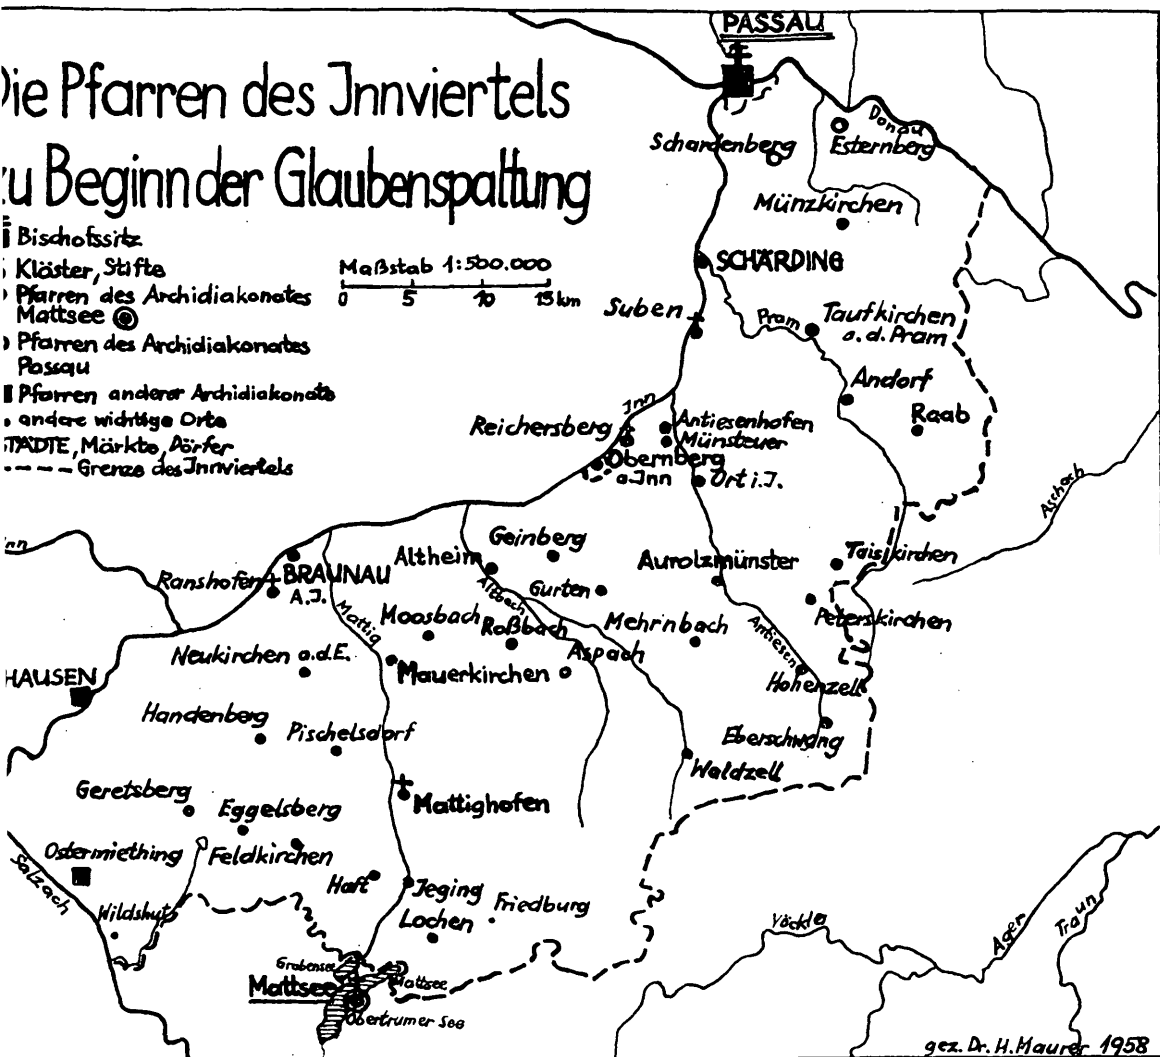 PASSAU
Die Pfarren des Innviertels
zu Beginn der Glaubenspaltung
Bischofssitz
Klöster, Stifte
Pfarren des Archidiakonates
Mattsee
Pfarren des Archidiakonates
Passau
Pfarren anderer Archidiakonate
andere wichtige Orte
STÄDTE, Märkte, Dörfer
Grenze des Innviertels
Maßstab 1:500.000
0 5 10 15 km
Donau
Schardenberg
Esternberg
Münzkirchen
SCHÄRDING
Suben
Pram
Taufkirchen
a.d. Pram
Andorf
Raab
Inn
Reichersberg
Antiesenhofen
Münsteuer
Obernberg
a. Inn
Ort i. I.
Aschach
Inn
Geinberg
Altheim
Aurolzmünster
Taiskirchen
Ranshofen
BRAUNAU
A.I.
Gurten
Altbach
Mattig
Moosbach
Roßbach
Mehrnbach
Antiesen
Peterskirchen
Neukirchen a.d.E.
Aspach
Mauerkirchen
HAUSEN
Hohenzell
Handenberg
Pischelsdorf
Eberschwang
Waldzell
Geretsberg
Eggelsberg
Mattighofen
Ostermiething
Feldkirchen
Salzach
Haft
Jeging
Friedburg
Lochen
Wildshut
Vöckla
Ager
Traun
Grabensee
Mattsee
Mattsee
Obertrumer See
gez. Dr. H. Maurer 1958